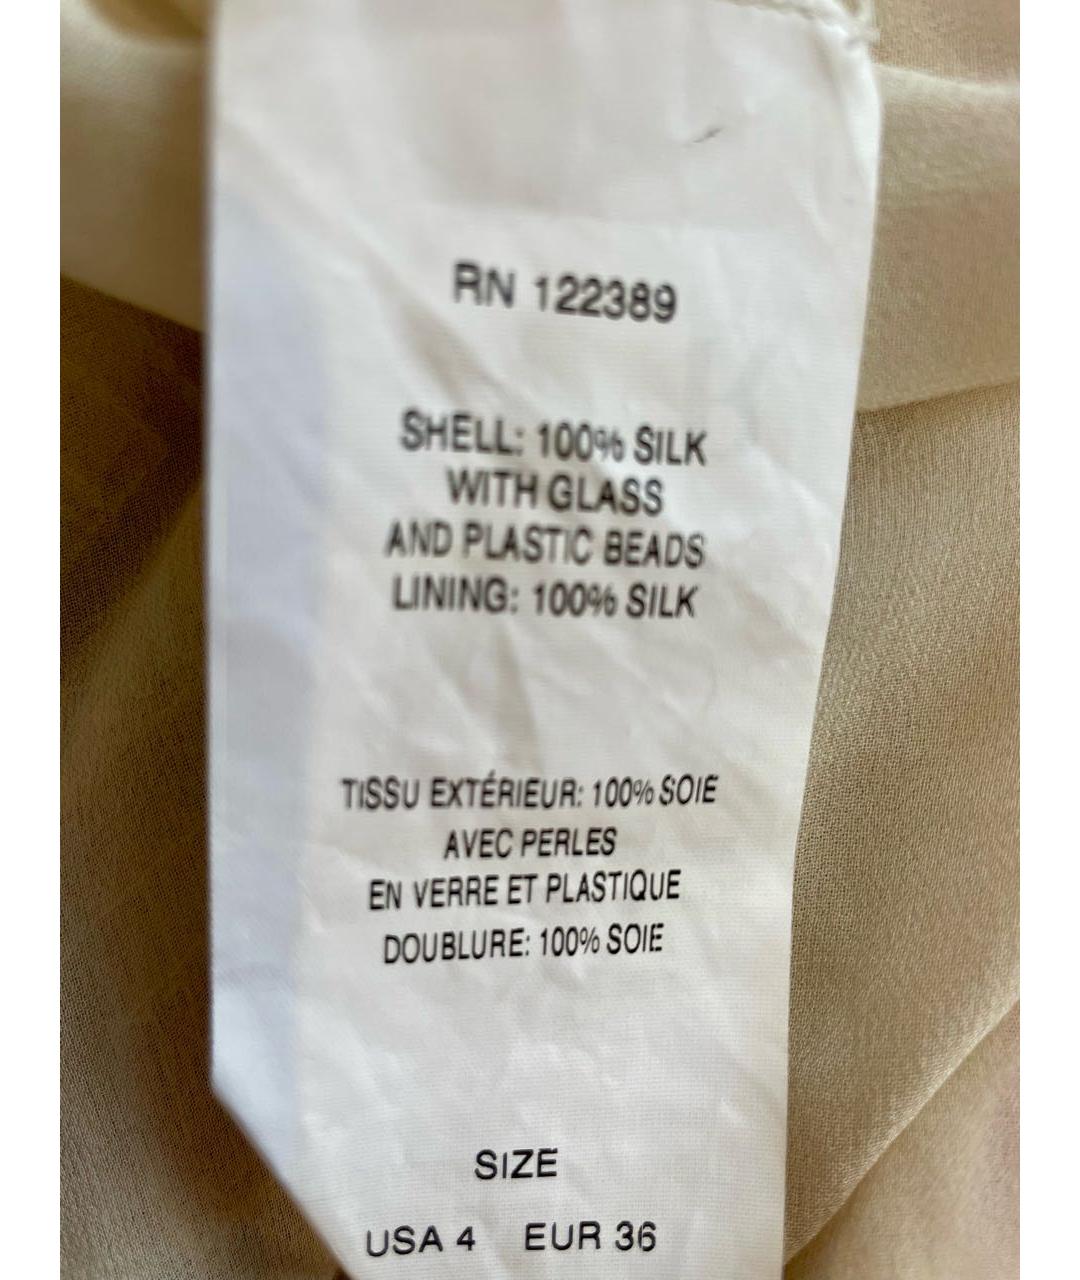 RN 122389
SHELL: 100% SILK
WITH GLASS
AND PLASTIC BEADS
LINING: 100% SILK
TISSU EXTÉRIEUR: 100% SOIE
AVEC PERLES
EN VERRE ET PLASTIQUE
DOUBLURE: 100% SOIE
SIZE
USA 4 EUR 36